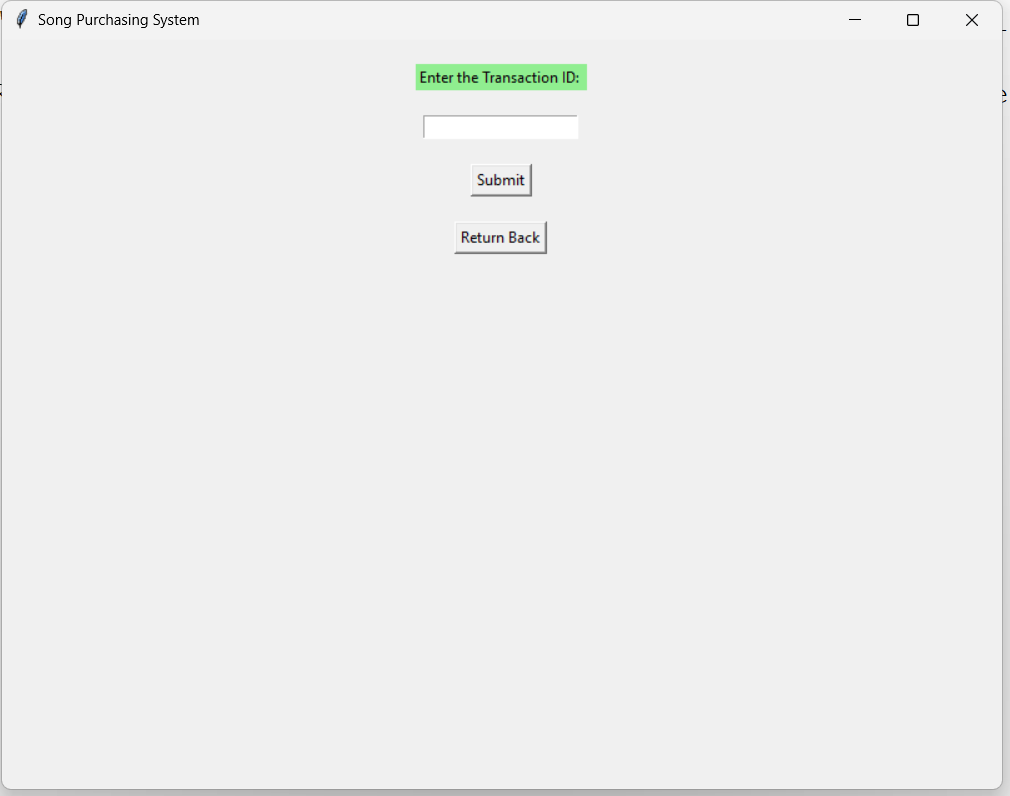 Song Purchasing System
Enter the Transaction ID:
Submit
Return Back